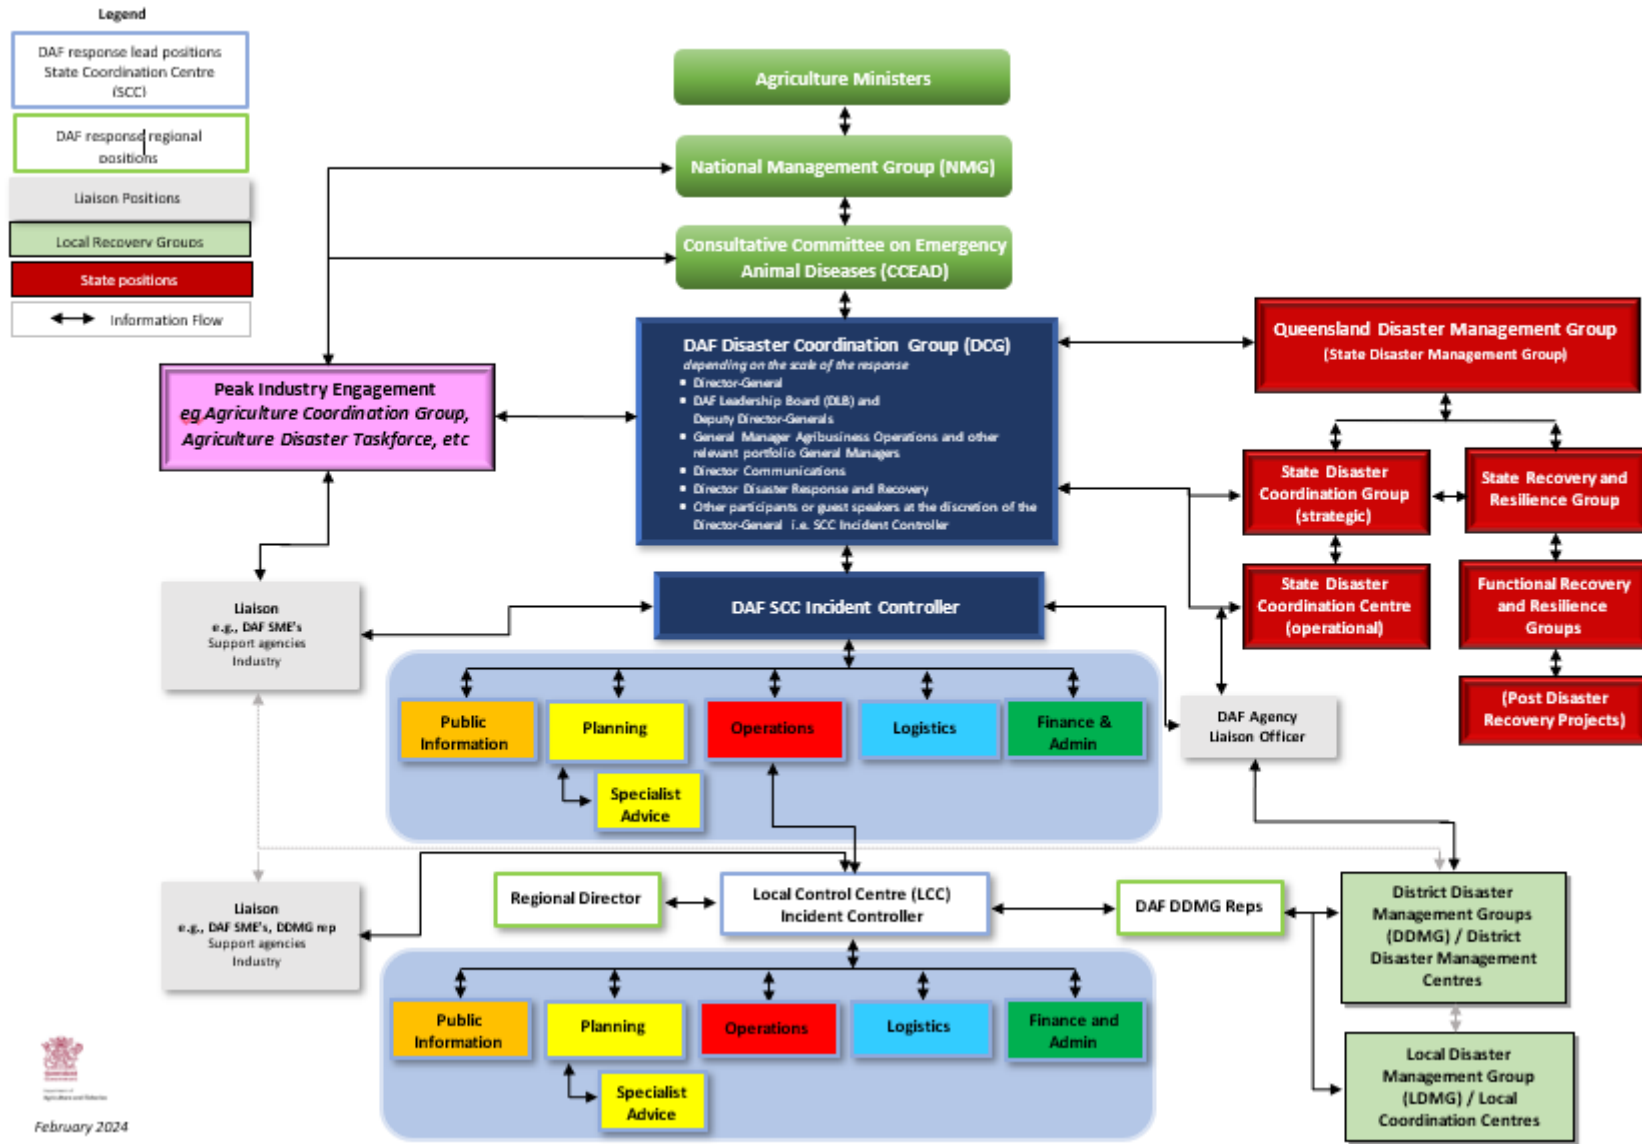 Legend
DAF response lead positions
State Coordination Centre
(SCC)
DAF response regional
positions
Liaison Positions
Local Recovery Groups
State positions
Information Flow
Agriculture Ministers
National Management Group (NMG)
Consultative Committee on Emergency
Animal Diseases (CCEAD)
DAF Disaster Coordination Group (DCG)
depending on the scale of the response
▪ Director-General
▪ DAF Leadership Board (DLB) and
Deputy Director-Generals
▪ General Manager Agribusiness Operations and other
relevant portfolio General Managers
▪ Director Communications
▪ Director Disaster Response and Recovery
▪ Other participants or guest speakers at the discretion of the
Director-General i.e. SCC Incident Controller
Queensland Disaster Management Group
(State Disaster Management Group)
Peak Industry Engagement
eg Agriculture Coordination Group,
Agriculture Disaster Taskforce, etc
State Disaster
Coordination Group
(strategic)
State Recovery and
Resilience Group
State Disaster
Coordination Centre
(operational)
Functional Recovery
and Resilience
Groups
(Post Disaster
Recovery Projects)
DAF SCC Incident Controller
Liaison
e.g., DAF SME's
Support agencies
Industry
Public
Information
Planning
Operations
Logistics
Finance &
Admin
Specialist
Advice
DAF Agency
Liaison Officer
Liaison
e.g., DAF SME's, DDMG rep
Support agencies
Industry
Regional Director
Local Control Centre (LCC)
Incident Controller
DAF DDMG Reps
District Disaster
Management Groups
(DDMG) / District
Disaster Management
Centres
Public
Information
Planning
Operations
Logistics
Finance and
Admin
Specialist
Advice
Local Disaster
Management Group
(LDMG) / Local
Coordination Centres
Queensland
Government
Department of
Agriculture and Fisheries
February 2024